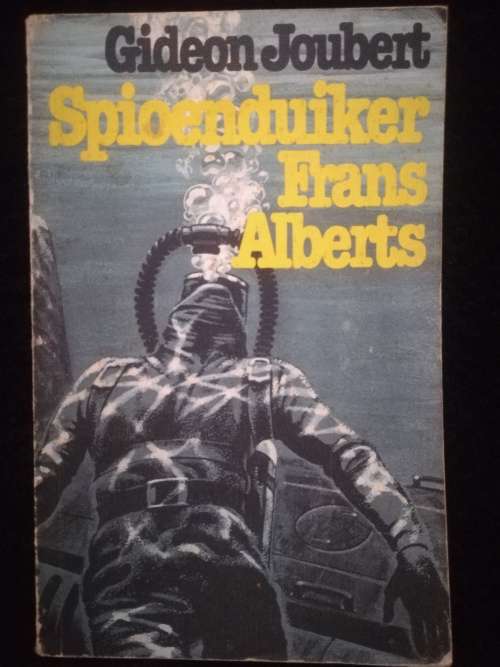 Gideon Joubert
Spioenduiker
Frans
Alberts